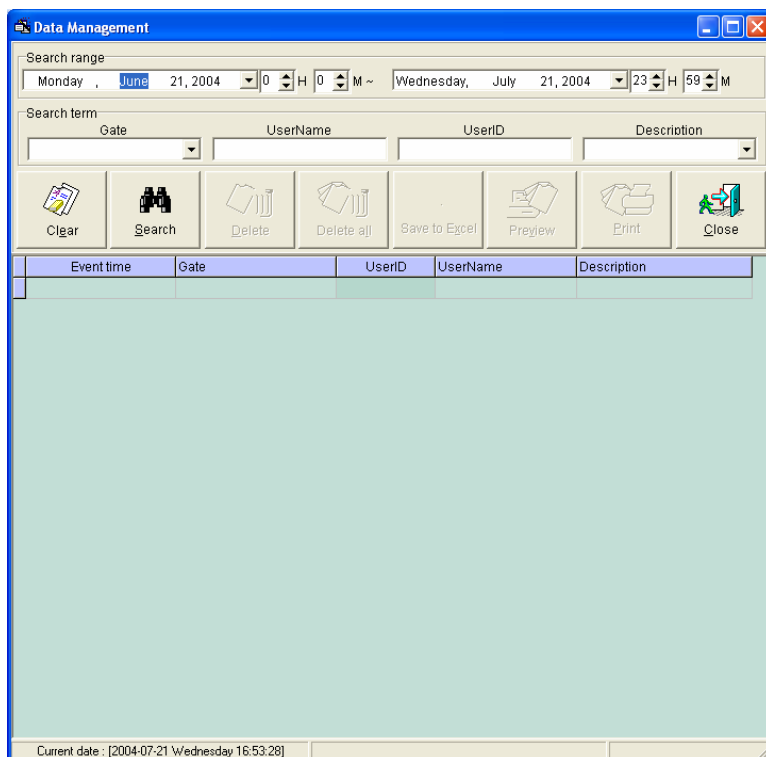 Data Management
Search range
Monday , June 21, 2004 0 H 0 M ~ Wednesday, July 21, 2004 23 H 59 M
Search term
Gate UserName UserID Description
Clear Search Delete Delete all Save to Excel Preview Print Close
Event time Gate UserID UserName Description
Current date : [2004-07-21 Wednesday 16:53:28]